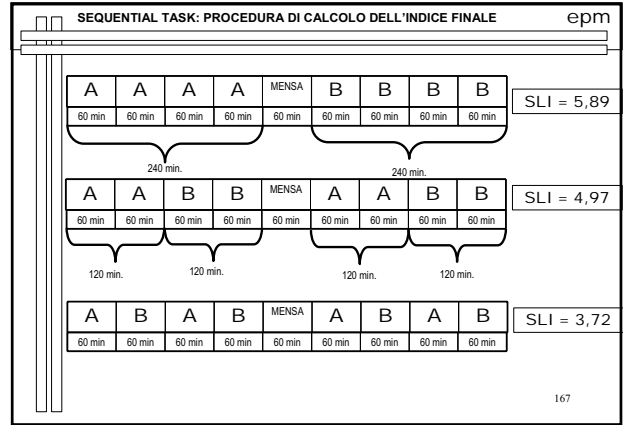 SEQUENTIAL TASK: PROCEDURA DI CALCOLO DELL'INDICE FINALE
epm
A A A A MENSA B B B B
60 min 60 min 60 min 60 min 60 min 60 min 60 min 60 min 60 min
SLI = 5,89
240 min. 240 min.
A A B B MENSA A A B B
60 min 60 min 60 min 60 min 60 min 60 min 60 min 60 min 60 min
SLI = 4,97
120 min. 120 min. 120 min. 120 min.
A B A B MENSA A B A B
60 min 60 min 60 min 60 min 60 min 60 min 60 min 60 min 60 min
SLI = 3,72
167